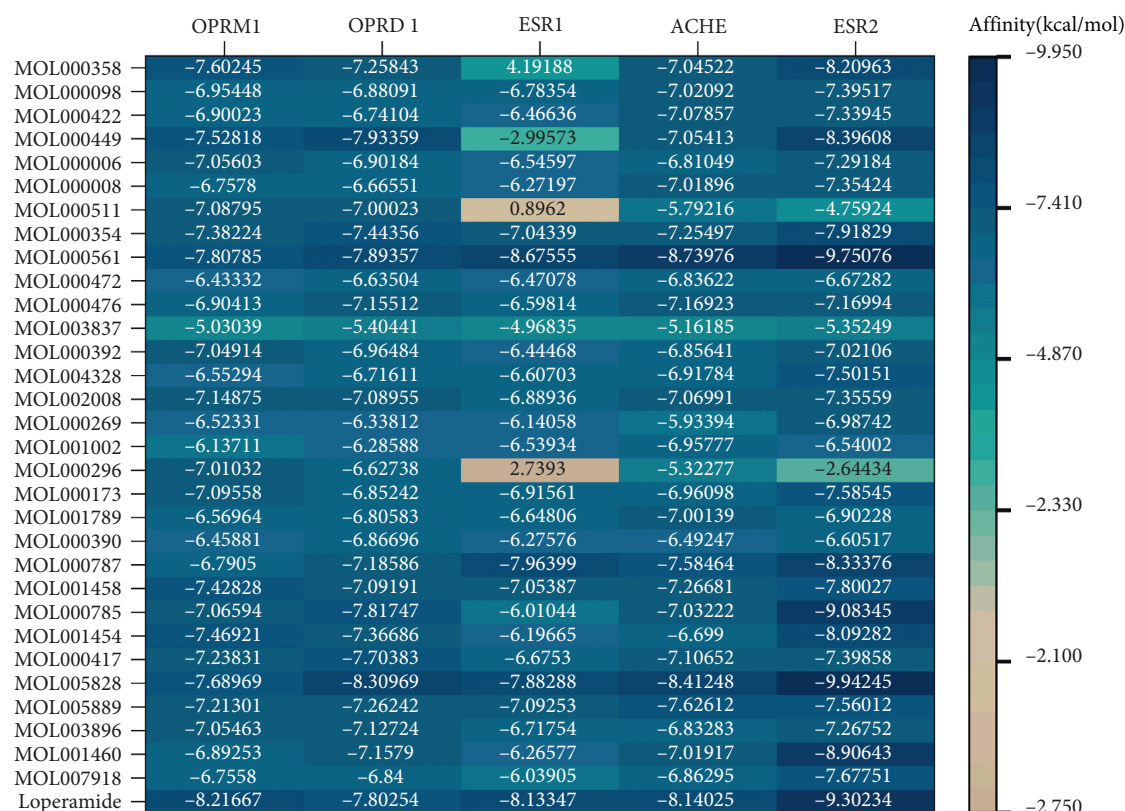 OPRM1 OPRD 1 ESR1 ACHE ESR2 Affinity(kcal/mol)
MOL000358 –7.60245 –7.25843 4.19188 –7.04522 –8.20963
MOL000098 –6.95448 –6.88091 –6.78354 –7.02092 –7.39517
MOL000422 –6.90023 –6.74104 –6.46636 –7.07857 –7.33945
MOL000449 –7.52818 –7.93359 –2.99573 –7.05413 –8.39608
MOL000006 –7.05603 –6.90184 –6.54597 –6.81049 –7.29184
MOL000008 –6.7578 –6.66551 –6.27197 –7.01896 –7.35424
MOL000511 –7.08795 –7.00023 0.8962 –5.79216 –4.75924
MOL000354 –7.38224 –7.44356 –7.04339 –7.25497 –7.91829
MOL000561 –7.80785 –7.89357 –8.67555 –8.73976 –9.75076
MOL000472 –6.43332 –6.63504 –6.47078 –6.83622 –6.67282
MOL000476 –6.90413 –7.15512 –6.59814 –7.16923 –7.16994
MOL003837 –5.03039 –5.40441 –4.96835 –5.16185 –5.35249
MOL000392 –7.04914 –6.96484 –6.44468 –6.85641 –7.02106
MOL004328 –6.55294 –6.71611 –6.60703 –6.91784 –7.50151
MOL002008 –7.14875 –7.08955 –6.88936 –7.06991 –7.35559
MOL000269 –6.52331 –6.33812 –6.14058 –5.93394 –6.98742
MOL001002 –6.13711 –6.28588 –6.53934 –6.95777 –6.54002
MOL000296 –7.01032 –6.62738 2.7393 –5.32277 –2.64434
MOL000173 –7.09558 –6.85242 –6.91561 –6.96098 –7.58545
MOL001789 –6.56964 –6.80583 –6.64806 –7.00139 –6.90228
MOL000390 –6.45881 –6.86696 –6.27576 –6.49247 –6.60517
MOL000787 –6.7905 –7.18586 –7.96399 –7.58464 –8.33376
MOL001458 –7.42828 –7.09191 –7.05387 –7.26681 –7.80027
MOL000785 –7.06594 –7.81747 –6.01044 –7.03222 –9.08345
MOL001454 –7.46921 –7.36686 –6.19665 –6.699 –8.09282
MOL000417 –7.23831 –7.70383 –6.6753 –7.10652 –7.39858
MOL005828 –7.68969 –8.30969 –7.88288 –8.41248 –9.94245
MOL005889 –7.21301 –7.26242 –7.09253 –7.62612 –7.56012
MOL003896 –7.05463 –7.12724 –6.71754 –6.83283 –7.26752
MOL001460 –6.89253 –7.1579 –6.26577 –7.01917 –8.90643
MOL007918 –6.7558 –6.84 –6.03905 –6.86295 –7.67751
Loperamide –8.21667 –7.80254 –8.13347 –8.14025 –9.30234
–9.950
–7.410
–4.870
–2.330
–2.100
–2.750